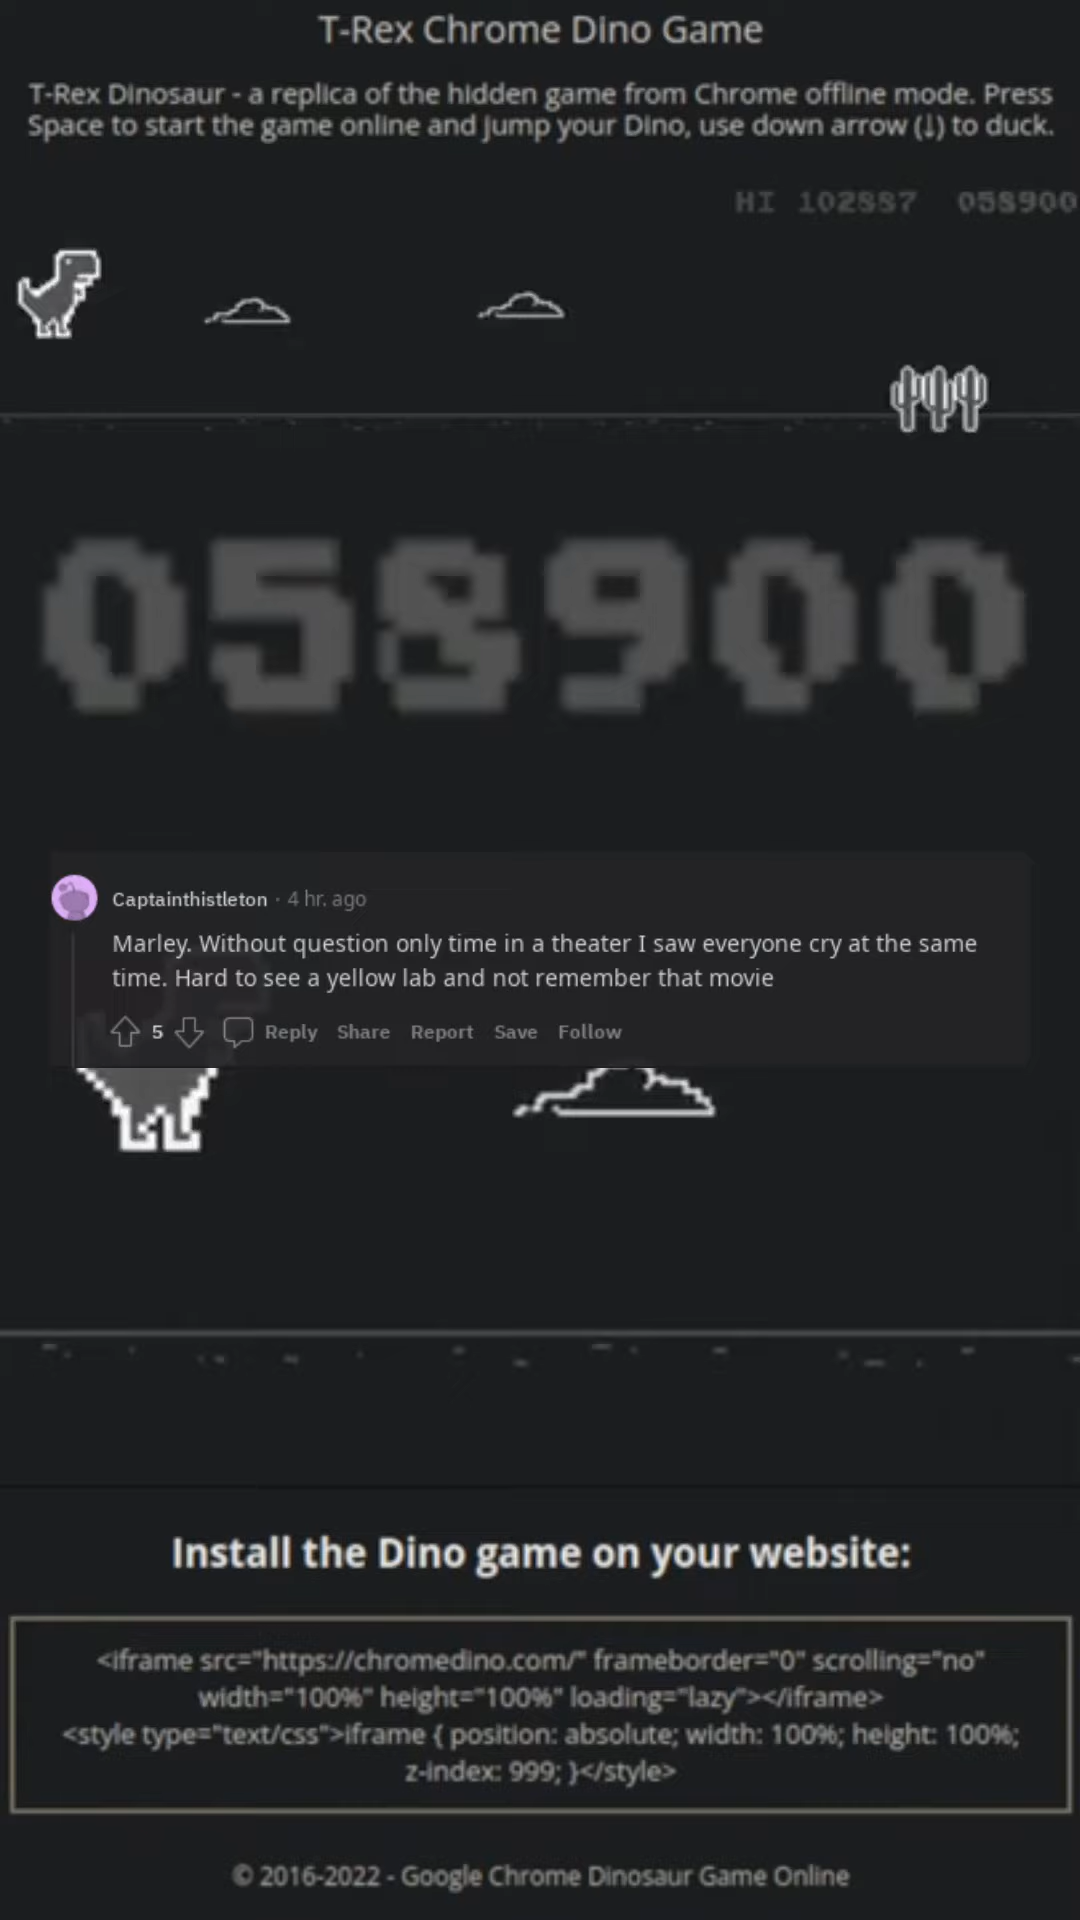 T-Rex Chrome Dino Game
T-Rex Dinosaur - a replica of the hidden game from Chrome offline mode. Press
Space to start the game online and jump your Dino, use down arrow (↓) to duck.
HI 102887 058900
058900
Captainthistleton · 4 hr. ago
Marley. Without question only time in a theater I saw everyone cry at the same
time. Hard to see a yellow lab and not remember that movie
5 Reply Share Report Save Follow
Install the Dino game on your website:
<iframe src="https://chromedino.com/" frameborder="0" scrolling="no"
width="100%" height="100%" loading="lazy"></iframe>
<style type="text/css">iframe { position: absolute; width: 100%; height: 100%;
z-index: 999; }</style>
© 2016-2022 - Google Chrome Dinosaur Game Online